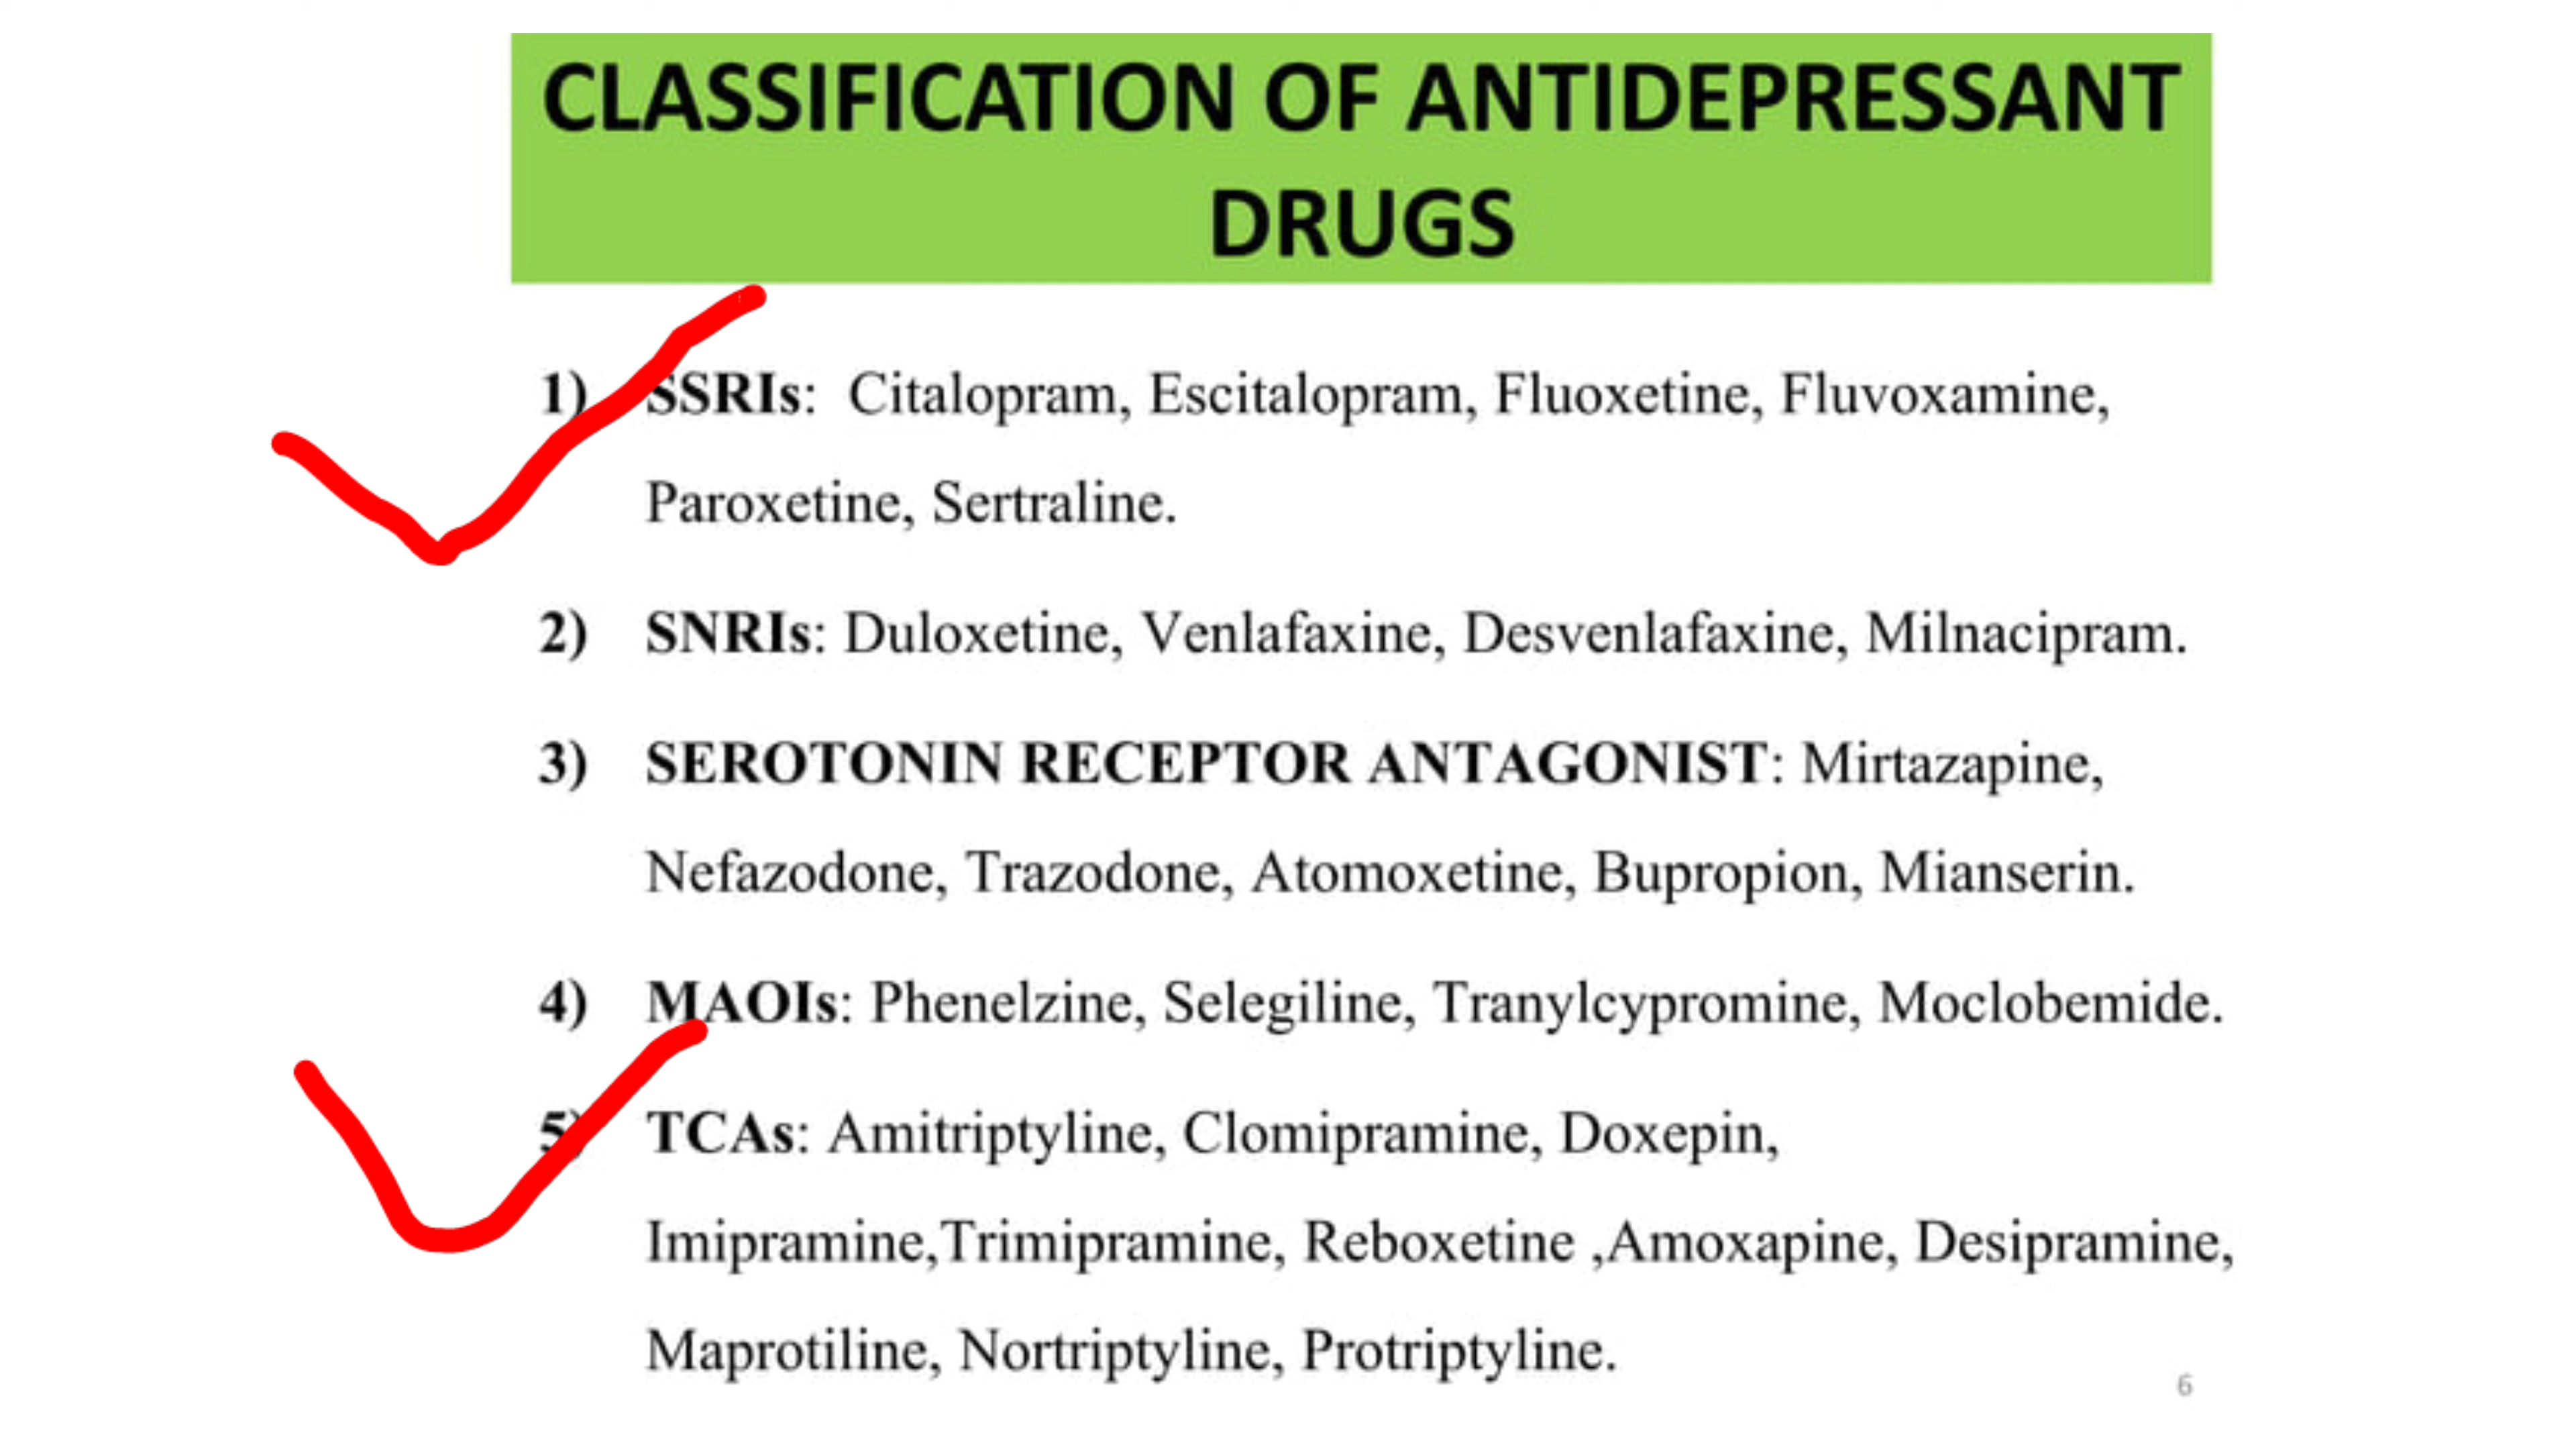 CLASSIFICATION OF ANTIDEPRESSANT
DRUGS
1) SSRIs: Citalopram, Escitalopram, Fluoxetine, Fluvoxamine,
Paroxetine, Sertraline.
2) SNRIs: Duloxetine, Venlafaxine, Desvenlafaxine, Milnacipram.
3) SEROTONIN RECEPTOR ANTAGONIST: Mirtazapine,
Nefazodone, Trazodone, Atomoxetine, Bupropion, Mianserin.
4) MAOIs: Phenelzine, Selegiline, Tranylcypromine, Moclobemide.
5) TCAs: Amitriptyline, Clomipramine, Doxepin,
Imipramine,Trimipramine, Reboxetine ,Amoxapine, Desipramine,
Maprotiline, Nortriptyline, Protriptyline.
6